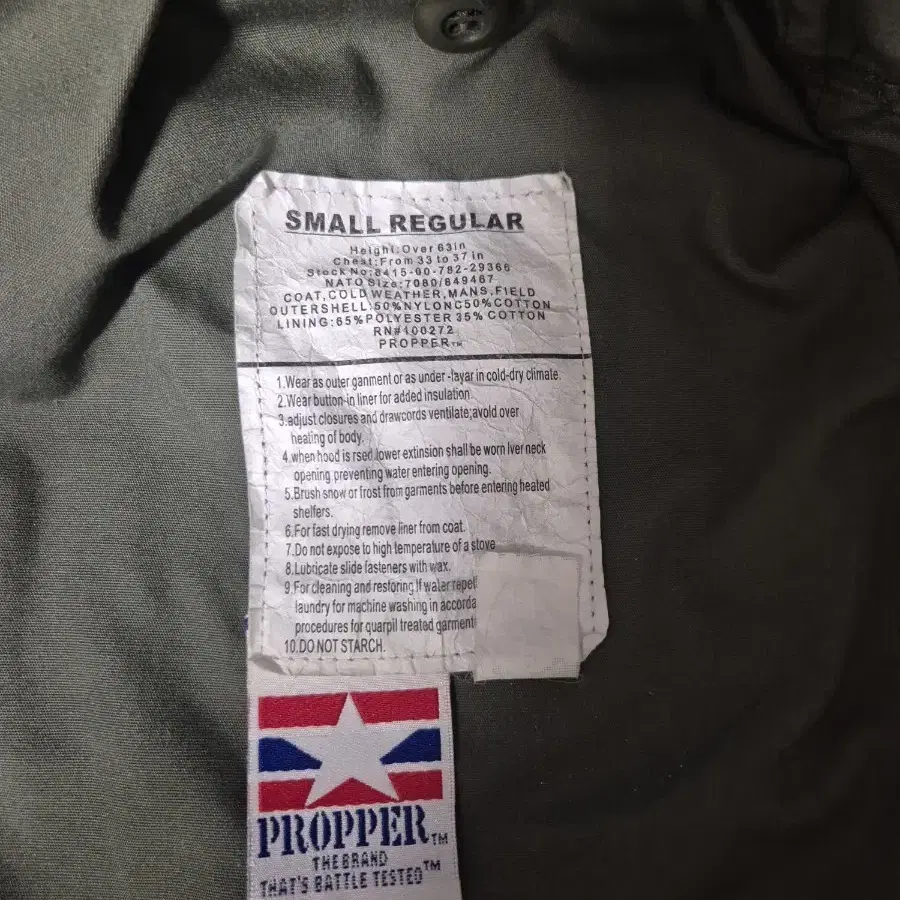 SMALL REGULAR
Height:Over 63in
Chest:From 33 to 37 in
Stock No:8415-00-782-29366
NATO Size:7080/849467
COAT,COLD WEATHER,MANS,FIELD
OUTERSHELL:50%NYLONC50%COTTON
LINING:65%POLYESTER 35% COTTON
RN#100272
PROPPER™
1.Wear as outer ganment or as under -layar in cold-dry climate.
2.Wear button-in liner for added insulation
3.adjust closures and drawcords ventilate;avold over
heating of body.
4.when hood is rsed lower extinsion shall be worn lver neck
opening preventing water entering opening.
5.Brush snow or frost from garments before entering heated
shelfers.
6.For fast drying remove liner from coat.
7.Do not expose to high temperature of a stove
8.Lubricate slide fasteners with wax.
9.For cleaning and restoring.If water repel
laundry for machine washing in accorda
procedures for quarpil treated garment
10.DO NOT STARCH.
PROPPER™
THE BRAND
THAT'S BATTLE TESTED™